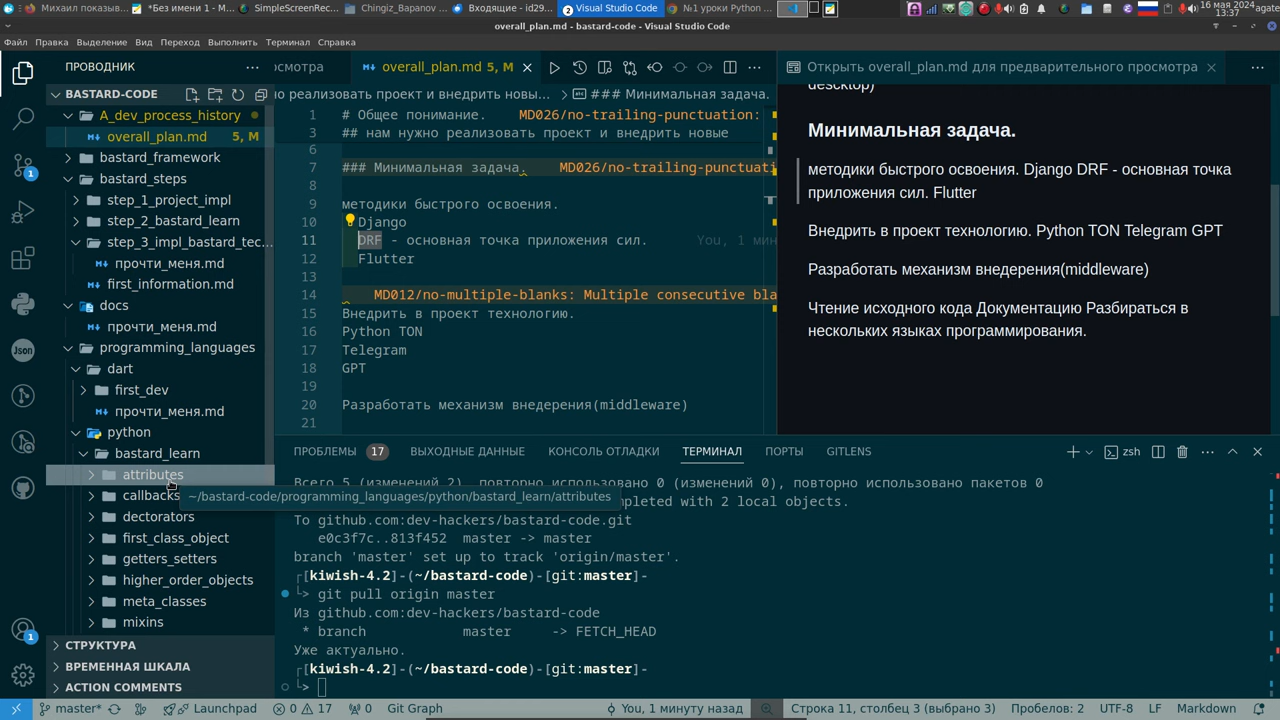 Михаил показыв...
*Без имени 1 - M...
SimpleScreenRec...
Chingiz_Bapanov ...
Входящие - id29...
2 Visual Studio Code
№1 уроки Python ...
16 мая 2024
13:37
agate
overall_plan.md - bastard-code - Visual Studio Code
Файл Правка Выделение Вид Переход Выполнить Терминал Справка
ПРОВОДНИК
BASTARD-CODE
A_dev_process_history
overall_plan.md 5, M
bastard_framework
bastard_steps
step_1_project_impl
step_2_bastard_learn
step_3_impl_bastard_tec...
прочти_меня.md
first_information.md
docs
прочти_меня.md
programming_languages
dart
first_dev
прочти_меня.md
python
bastard_learn
attributes
callbacks
~/bastard-code/programming_languages/python/bastard_learn/attributes
dectorators
first_class_object
getters_setters
higher_order_objects
meta_classes
mixins
СТРУКТУРА
ВРЕМЕННАЯ ШКАЛА
ACTION COMMENTS
Json
1
1
осмотра
overall_plan.md 5, M
но реализовать проект и внедрить новы...
### Минимальная задача.
1 # Общее понимание. MD026/no-trailing-punctuation:
3 ## нам нужно реализовать проект и внедрить новые
6
7 ### Минимальная задача. MD026/no-trailing-punctuati
8
9 методики быстрого освоения.
10 Django
11 DRF - основная точка приложения сил. You, 1 мин
12 Flutter
13
14 MD012/no-multiple-blanks: Multiple consecutive bla
15 Внедрить в проект технологию.
16 Python TON
17 Telegram
18 GPT
19
20 Разработать механизм внедерения(middleware)
21
Открыть overall_plan.md для предварительного просмотра
descktop)
Минимальная задача.
методики быстрого освоения. Django DRF - основная точка
приложения сил. Flutter
Внедрить в проект технологию. Python TON Telegram GPT
Разработать механизм внедерения(middleware)
Чтение исходного кода Документацию Разбираться в
нескольких языках программирования.
ПРОБЛЕМЫ 17 ВЫХОДНЫЕ ДАННЫЕ КОНСОЛЬ ОТЛАДКИ ТЕРМИНАЛ ПОРТЫ GITLENS
zsh
Всего 5 (изменений 2), повторно использовано 0 (изменений 0), повторно использовано пакетов 0
ompleted with 2 local objects.
To github.com:dev-hackers/bastard-code.git
e0c3f7c..813f452 master -> master
branch 'master' set up to track 'origin/master'.
┌[kiwish-4.2]-(~/bastard-code)-[git:master]-
└> git pull origin master
Из github.com:dev-hackers/bastard-code
* branch master -> FETCH_HEAD
Уже актуально.
┌[kiwish-4.2]-(~/bastard-code)-[git:master]-
└>
master* Launchpad 0 17 0 Git Graph You, 1 минуту назад Строка 11, столбец 3 (выбрано 3) Пробелов: 2 UTF-8 LF Markdown